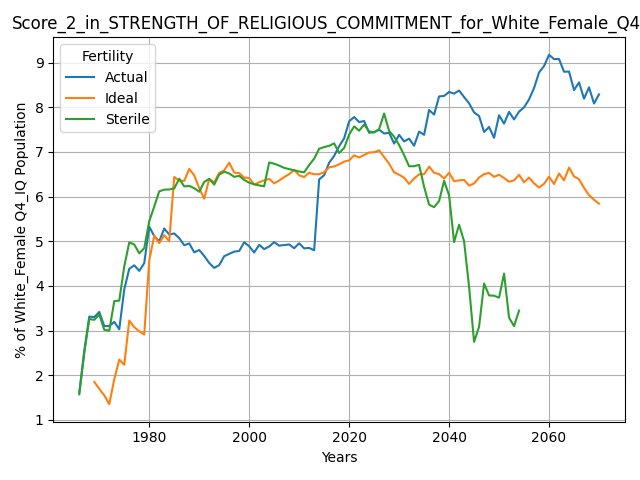 Score_2_in_STRENGTH_OF_RELIGIOUS_COMMITMENT_for_White_Female_Q4
Fertility
Actual
Ideal
Sterile
% of White_Female Q4_IQ Population
9
8
7
6
5
4
3
2
1
1980
2000
2020
2040
2060
Years